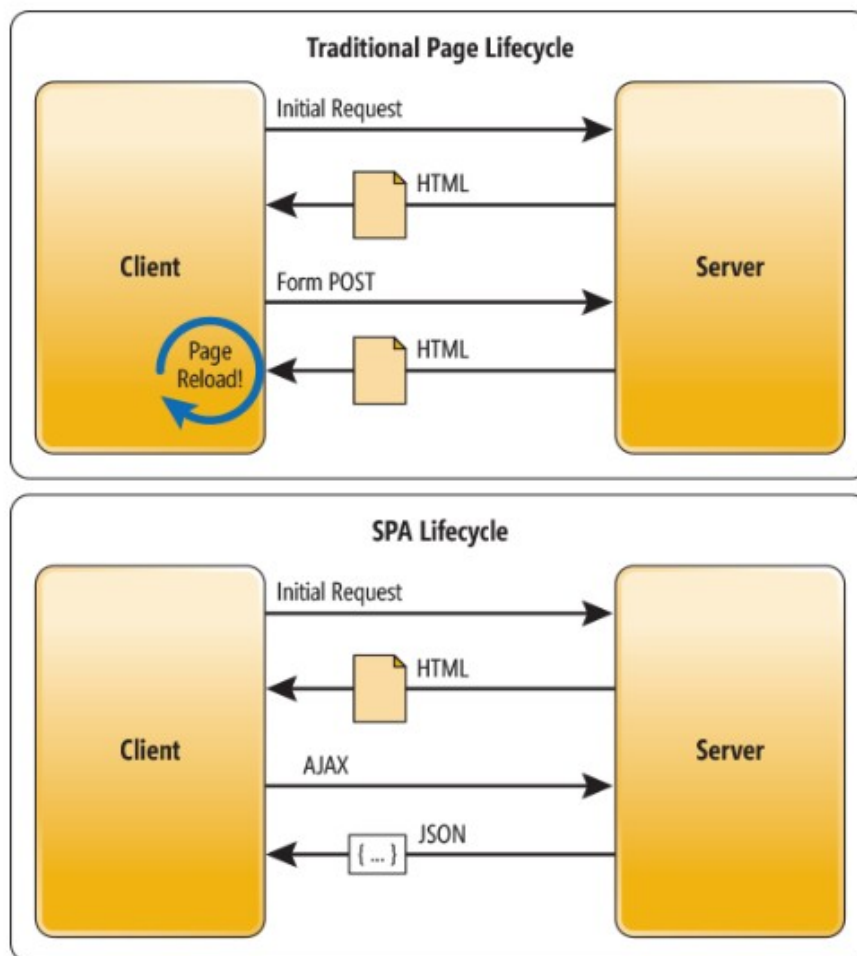 Traditional Page Lifecycle
Initial Request
HTML
Client
Server
Form POST
Page
Reload!
HTML
SPA Lifecycle
Initial Request
HTML
Client
Server
AJAX
JSON
{ ... }